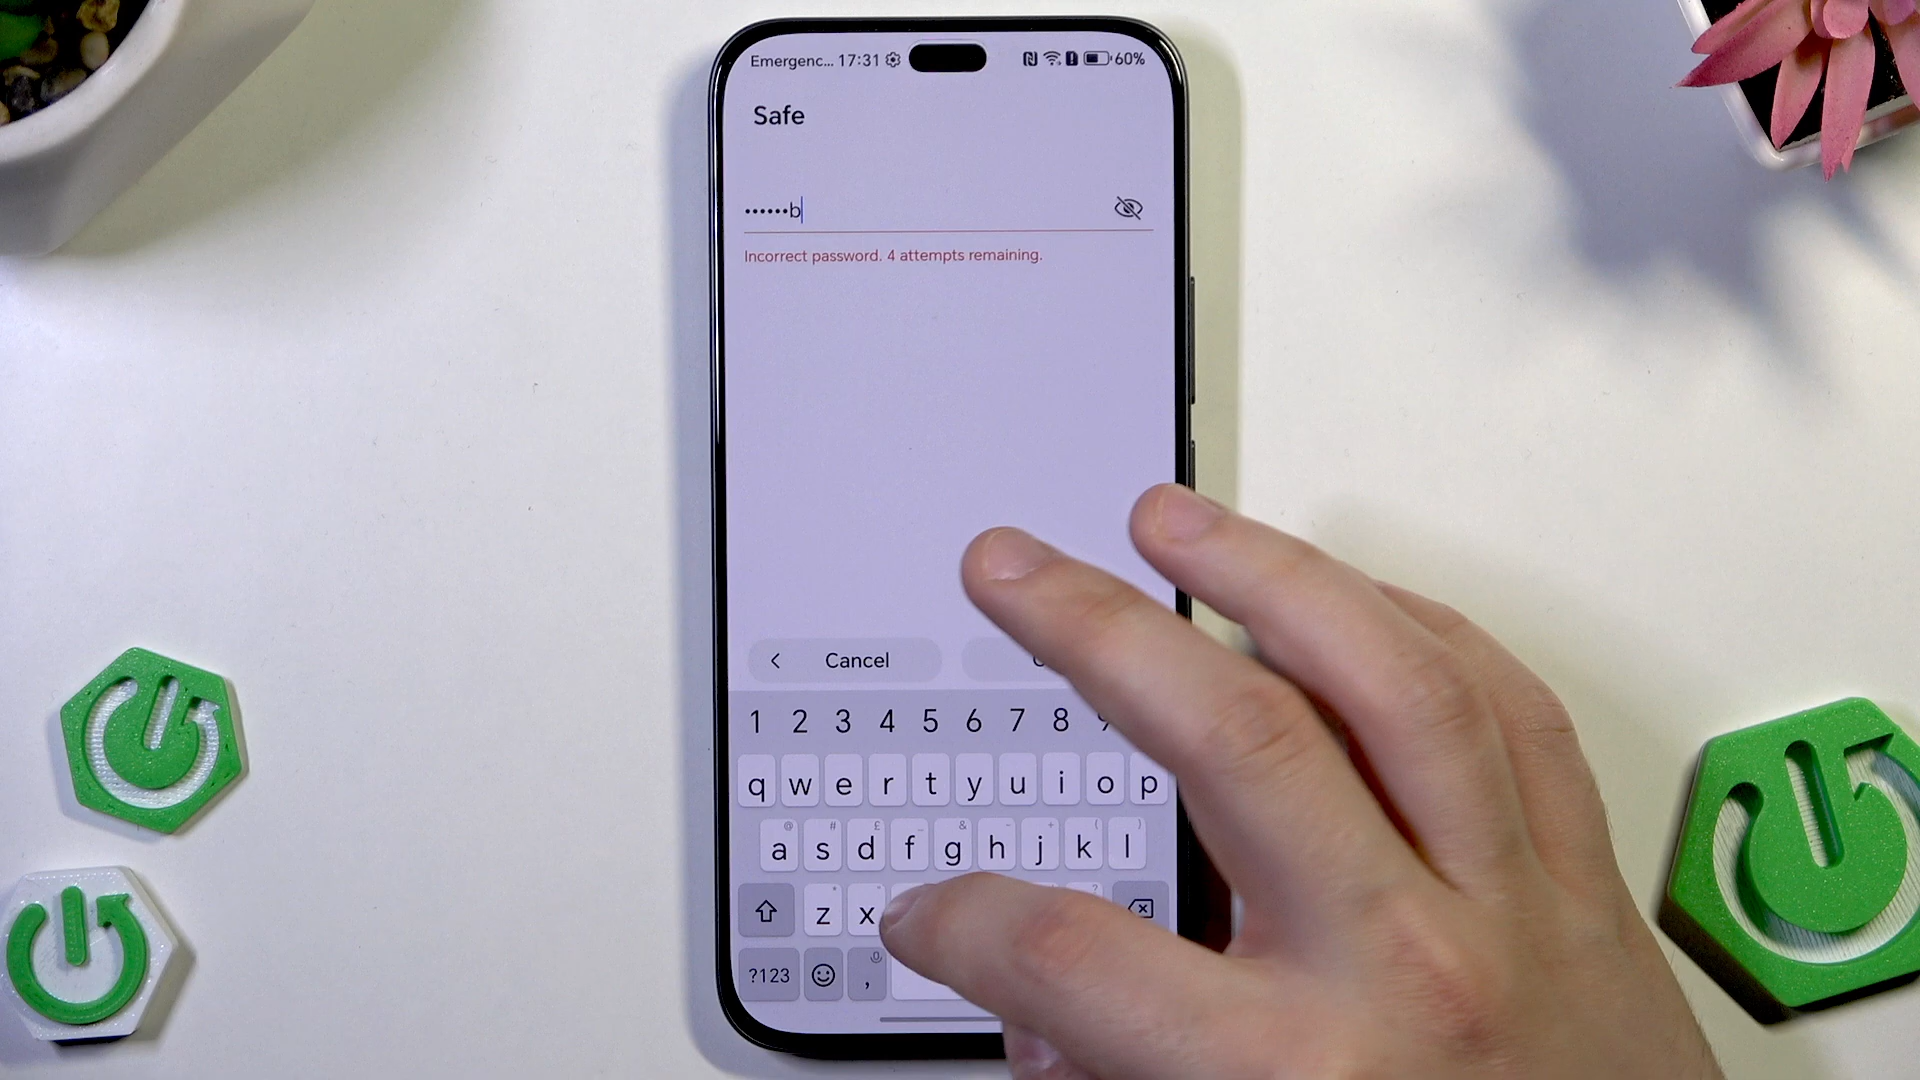 Emergenc... 17:31 60%
Safe
••••••b
Incorrect password. 4 attempts remaining.
Cancel
1 2 3 4 5 6 7 8 9
q w e r t y u i o p
@ # £ _ & - + ( )
a s d f g h j k l
z x
?123 ,